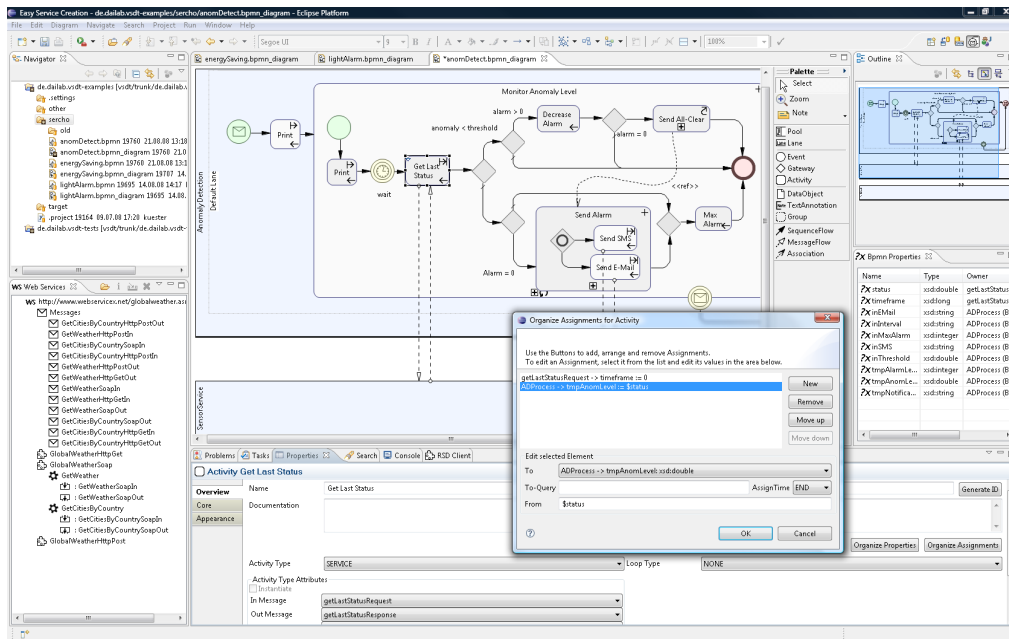 Easy Service Creation - de.dailab.vsdt-examples/sercho/anomDetect.bpmn_diagram - Eclipse Platform
File Edit Diagram Navigate Search Project Run Window Help
Segoe UI 9 B I A 100%
Navigator
de.dailab.vsdt-examples [vsdt/trunk/de.dailab.v
.settings
other
sercho
old
anomDetect.bpmn 19760 21.08.08 13:18
anomDetect.bpmn_diagram 19760 21.0
energySaving.bpmn 19760 21.08.08 13:1
energySaving.bpmn_diagram 19787 14.
lightAlarm.bpmn 19695 14.08.08 14:17
lightAlarm.bpmn_diagram 19695 14.08.
target
.project 19164 09.07.08 17:20 kuester
de.dailab.vsdt-tests [vsdt/trunk/de.dailab.vsdt-
Web Services
WS http://www.webservicex.net/globalweather.as
Messages
GetCitiesByCountryHttpPostOut
GetWeatherHttpPostIn
GetCitiesByCountrySoapIn
GetCitiesByCountryHttpPostIn
GetWeatherHttpPostOut
GetWeatherHttpGetOut
GetWeatherSoapIn
GetWeatherHttpGetIn
GetWeatherSoapOut
GetCitiesByCountrySoapOut
GetCitiesByCountryHttpGetIn
GetCitiesByCountryHttpGetOut
GlobalWeatherHttpGet
GlobalWeatherSoap
GetWeather
: GetWeatherSoapIn
: GetWeatherSoapOut
GetCitiesByCountry
: GetCitiesByCountrySoapIn
: GetCitiesByCountrySoapOut
GlobalWeatherHttpPost
energySaving.bpmn_diagram lightAlarm.bpmn_diagram *anomDetect.bpmn_diagram
Anomaly Detection
Default Lane
Monitor Anomaly Level
Print
Print
wait
Get Last
Status
anomaly < threshold
alarm > 0
Decrease
Alarm
alarm = 0
Send All-Clear
<<ref>>
Send Alarm
Send SMS
Send E-Mail
Alarm = 0
Max
Alarm
SensorService
Palette
Select
Zoom
Note
Pool
Lane
Event
Gateway
Activity
DataObject
TextAnnotation
Group
SequenceFlow
MessageFlow
Association
Outline
Bpmn Properties
Name Type Owner
status xsd:double getLastStatus
timeframe xsd:long getLastStatus
inEMail xsd:string ADProcess (B
inInterval xsd:string ADProcess (B
inMaxAlarm xsd:integer ADProcess (B
inSMS xsd:string ADProcess (B
inThreshold xsd:double ADProcess (B
tmpAlarmLe... xsd:integer ADProcess (B
tmpAnomLe... xsd:double ADProcess (B
tmpNotifica... xsd:string ADProcess (B
Organize Assignments for Activity
Use the Buttons to add, arrange and remove Assignments.
To edit an Assignment, select it from the list and edit its values in the area below.
getLastStatusRequest -> timeframe := 0
ADProcess -> tmpAnomLevel := $status
New
Remove
Move up
Move down
Edit selected Element
To ADProcess -> tmpAnomLevel: xsd:double
To-Query AssignTime END
From $status
OK Cancel
Problems Tasks Properties Search Console RSD Client
Activity Get Last Status
Overview
Core
Appearance
Name Get Last Status Generate ID
Documentation
Organize Properties Organize Assignments
Activity Type SERVICE Loop Type NONE
Activity Type Attributes
Instantiate
In Message getLastStatusRequest
Out Message getLastStatusResponse